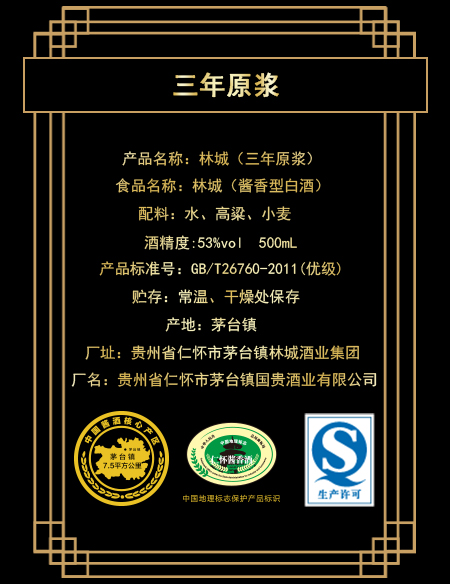 三年原浆
产品名称：林城（三年原浆）
食品名称：林城（酱香型白酒）
配料：水、高粱、小麦
酒精度:53%vol 500mL
产品标准号：GB/T26760-2011(优级)
贮存：常温、干燥处保存
产地：茅台镇
厂址：贵州省仁怀市茅台镇林城酒业集团
厂名：贵州省仁怀市茅台镇国贵酒业有限公司
中国酱酒核心产区
茅台镇
7.5平方公里
仁怀酱香酒
中国地理标志保护产品标识
生产许可